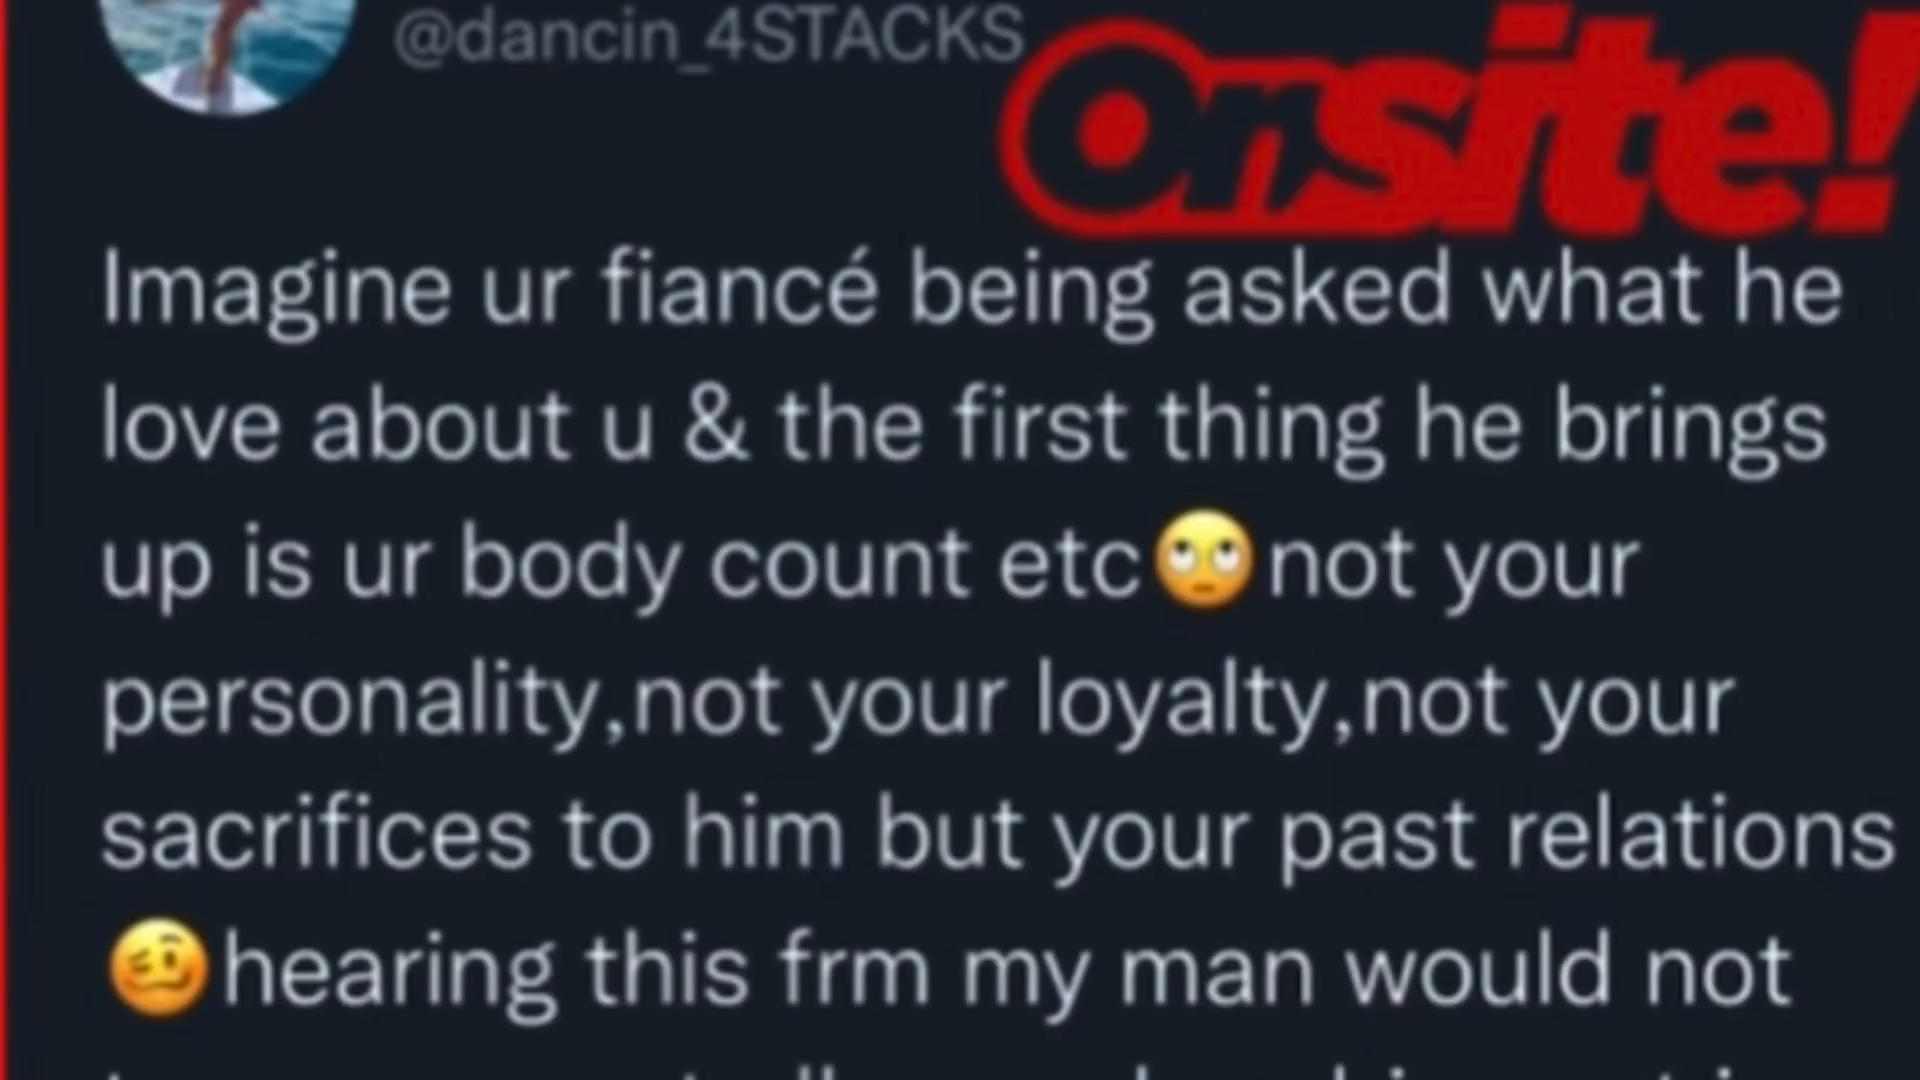 @dancin_4STACKS
Onsite!
Imagine ur fiancé being asked what he
love about u & the first thing he brings
up is ur body count etc🙄not your
personality,not your loyalty,not your
sacrifices to him but your past relations
🥴hearing this frm my man would not